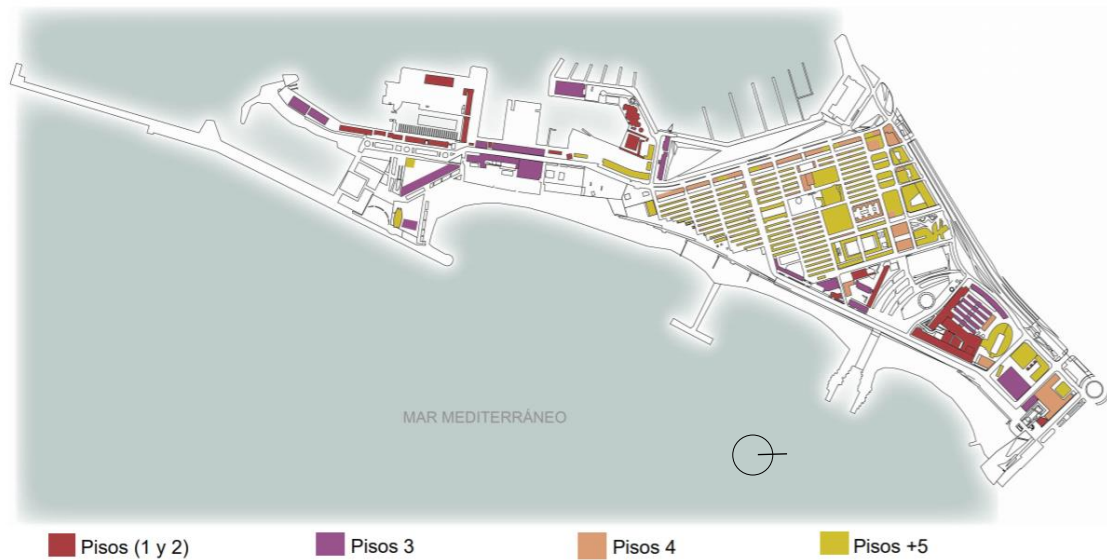 MAR MEDITERRÁNEO
Pisos (1 y 2)
Pisos 3
Pisos 4
Pisos +5